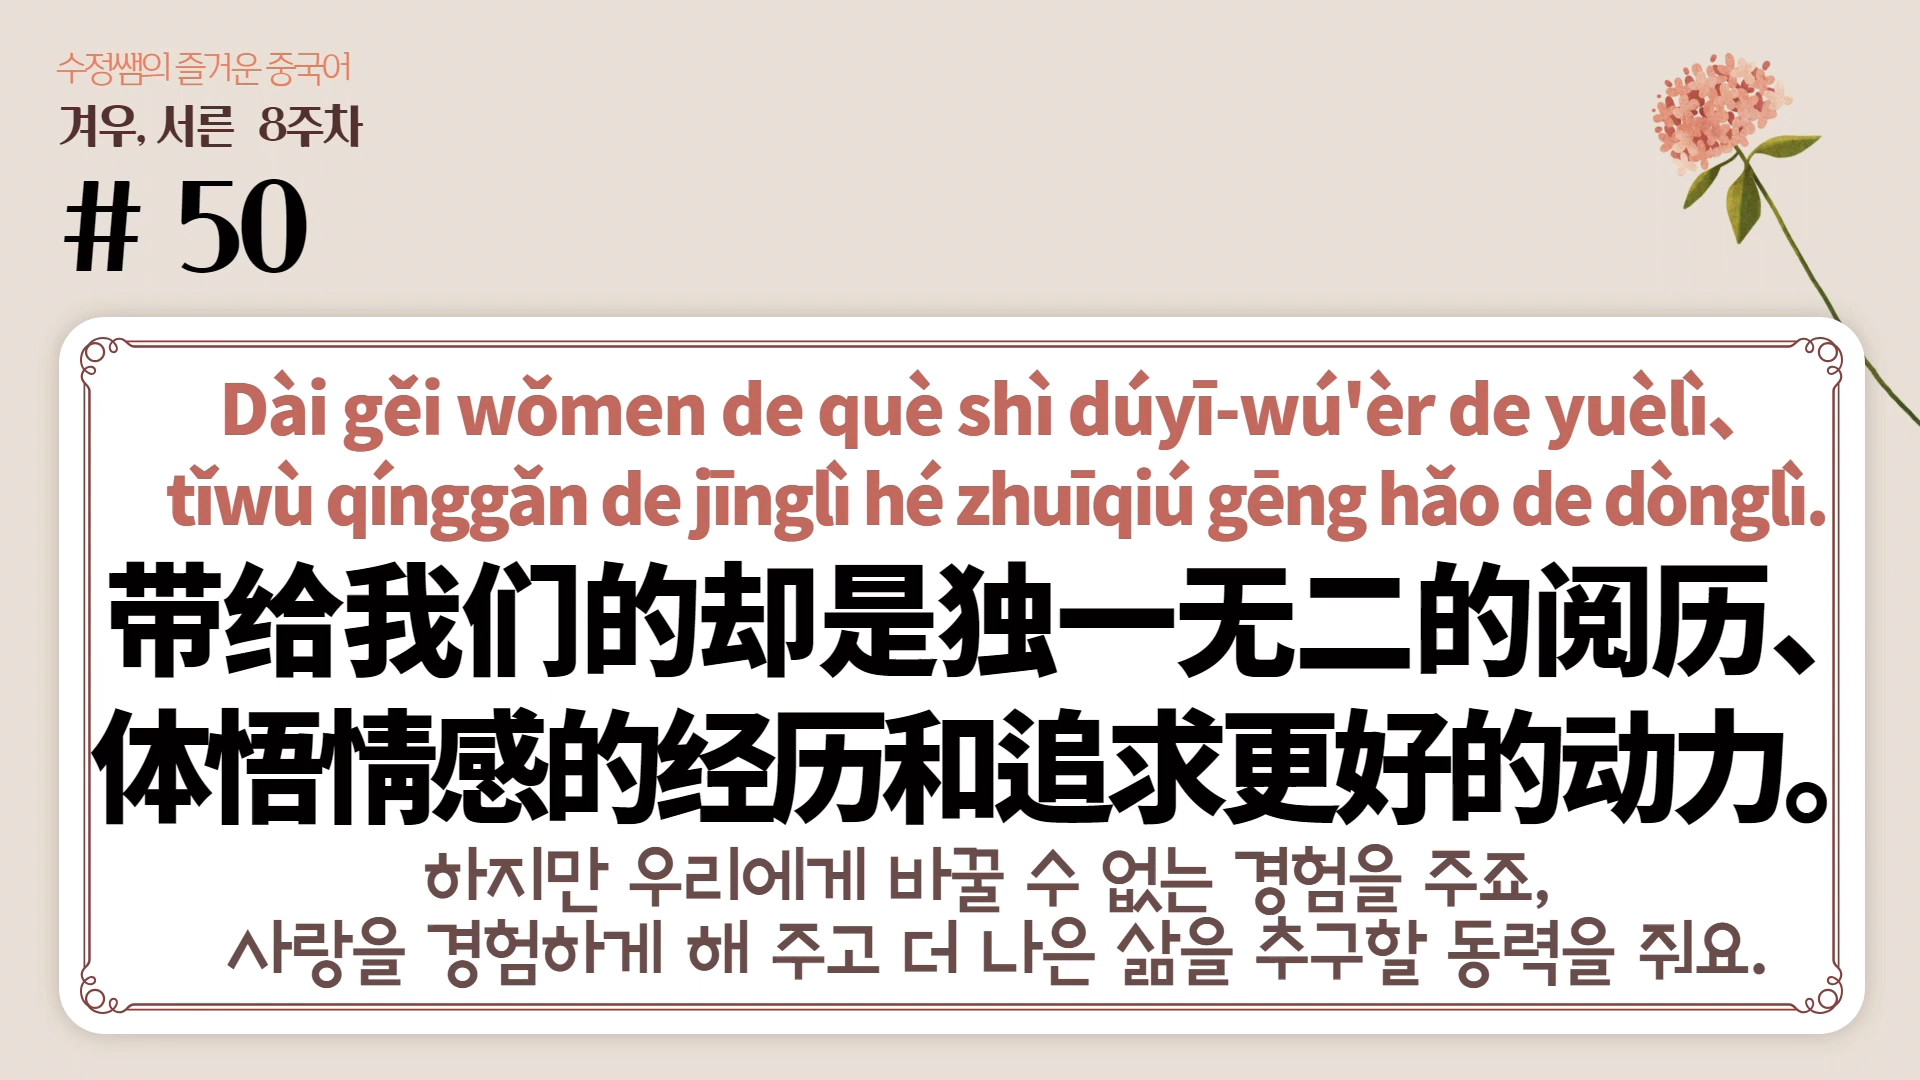 수정쌤의 즐거운 중국어
겨우, 서른 8주차
# 50
Dài gěi wǒmen de què shì dúyī-wú'èr de yuèlì、
tǐwù qínggǎn de jīnglì hé zhuīqiú gēng hǎo de dònglì.
带给我们的却是独一无二的阅历、
体悟情感的经历和追求更好的动力。
하지만 우리에게 바꿀 수 없는 경험을 주죠,
사랑을 경험하게 해 주고 더 나은 삶을 추구할 동력을 줘요.